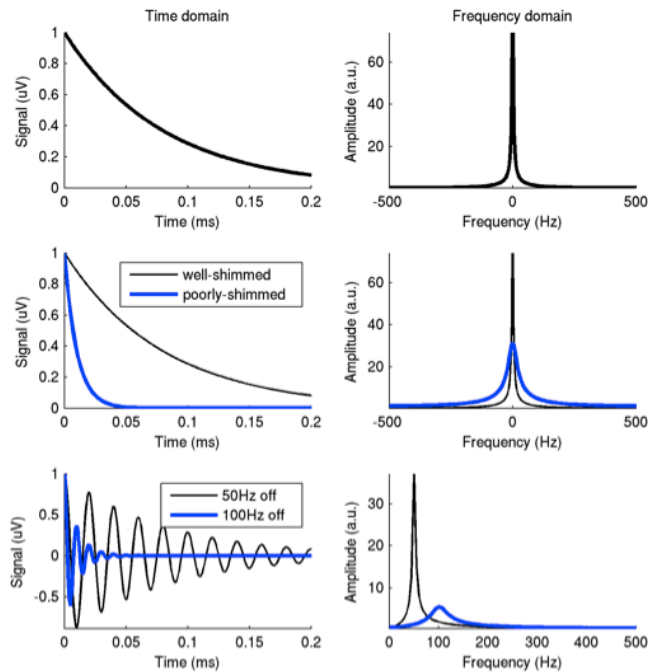 Time domain
Frequency domain
Signal (uV)
1
0.8
0.6
0.4
0.2
0
0 0.05 0.1 0.15 0.2
Time (ms)
Amplitude (a.u.)
60
40
20
-500 0 500
Frequency (Hz)
Signal (uV)
1
0.8
0.6
0.4
0.2
0
well-shimmed
poorly-shimmed
0 0.05 0.1 0.15 0.2
Time (ms)
Amplitude (a.u.)
60
40
20
-500 0 500
Frequency (Hz)
Signal (uV)
1
0.5
0
-0.5
50Hz off
100Hz off
0 0.05 0.1 0.15 0.2
Time (ms)
Amplitude (a.u.)
30
20
10
0 100 200 300 400 500
Frequency (Hz)